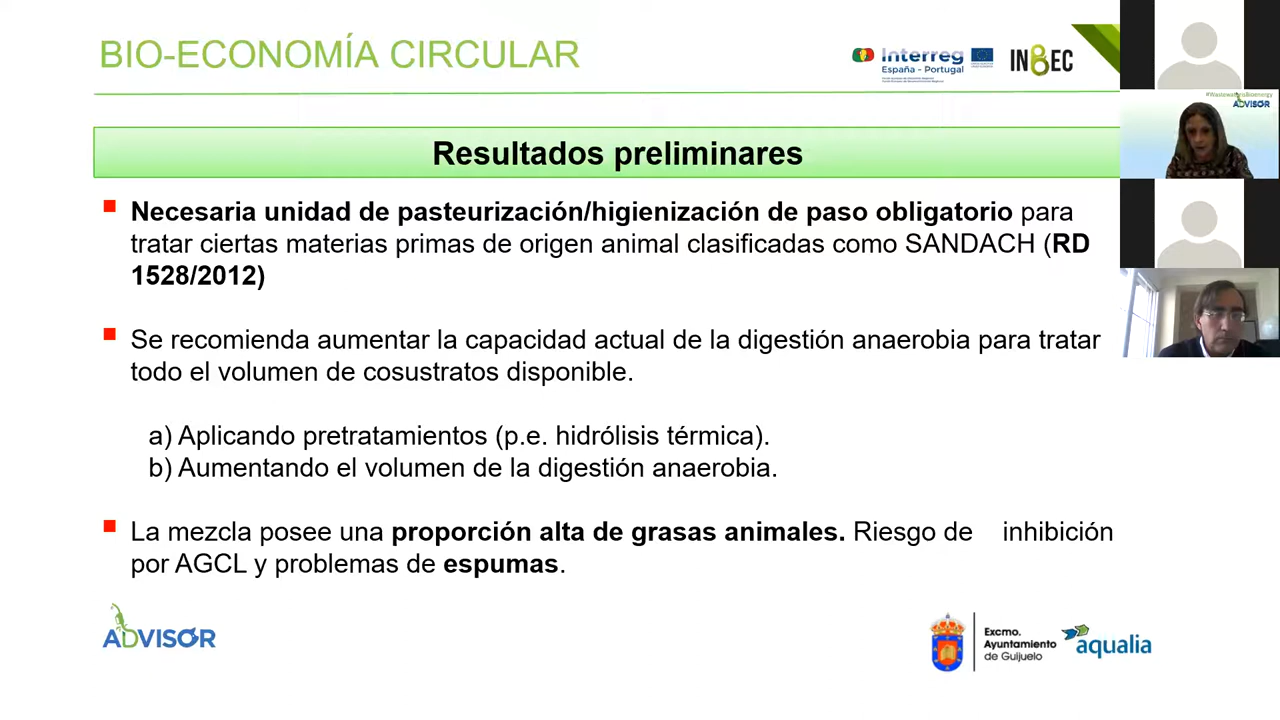 BIO-ECONOMÍA CIRCULAR
Interreg
España - Portugal
INBEC
#WastewaterBioenergy
ADVISOR
Resultados preliminares
Necesaria unidad de pasteurización/higienización de paso obligatorio para
tratar ciertas materias primas de origen animal clasificadas como SANDACH (RD
1528/2012)
Se recomienda aumentar la capacidad actual de la digestión anaerobia para tratar
todo el volumen de cosustratos disponible.
a) Aplicando pretratamientos (p.e. hidrólisis térmica).
b) Aumentando el volumen de la digestión anaerobia.
La mezcla posee una proporción alta de grasas animales. Riesgo de inhibición
por AGCL y problemas de espumas.
ADVISOR
Excmo.
Ayuntamiento
de Guijuelo
aqualia